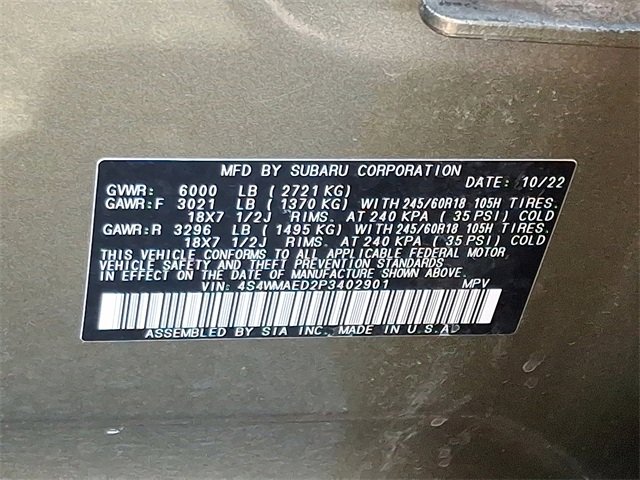 MFD BY SUBARU CORPORATION
DATE: 10/22
GVWR: 6000 LB ( 2721 KG)
GAWR:F 3021 LB ( 1370 KG) WITH 245/60R18 105H TIRES.
18X7 1/2J RIMS. AT 240 KPA ( 35 PSI) COLD
GAWR:R 3296 LB ( 1495 KG) WITH 245/60R18 105H TIRES.
18X7 1/2J RIMS. AT 240 KPA ( 35 PSI) COLD
THIS VEHICLE CONFORMS TO ALL APPLICABLE FEDERAL MOTOR
VEHICLE SAFETY AND THEFT PREVENTION STANDARDS
IN EFFECT ON THE DATE OF MANUFACTURE SHOWN ABOVE.
VIN: 4S4WMAED2P3402901 MPV
ASSEMBLED BY SIA INC. MADE IN U.S.A.